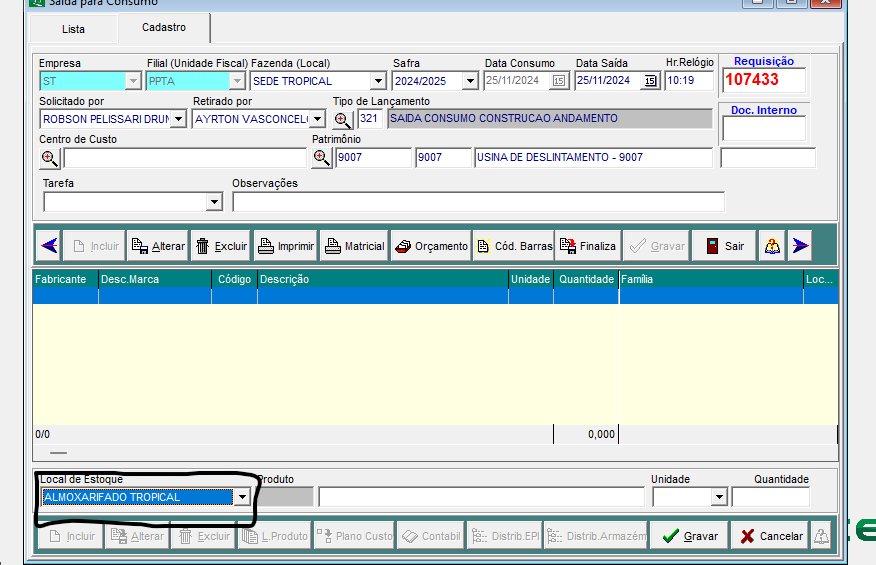 Saída para Consumo
Lista Cadastro
Empresa Filial (Unidade Fiscal) Fazenda (Local) Safra Data Consumo Data Saída Hr.Relógio Requisição
ST PPTA SEDE TROPICAL 2024/2025 25/11/2024 15 25/11/2024 15 10:19 107433
Solicitado por Retirado por Tipo de Lançamento Doc. Interno
ROBSON PELISSARI DRUN AYRTON VASCONCEL 321 SAIDA CONSUMO CONSTRUCAO ANDAMENTO
Centro de Custo Patrimônio
9007 9007 USINA DE DESLINTAMENTO - 9007
Tarefa Observações
Incluir Alterar Excluir Imprimir Matricial Orçamento Cód. Barras Finaliza Gravar Sair
Fabricante Desc.Marca Código Descrição Unidade Quantidade Família Loc...
0/0 0,000
Local de Estoque Produto Unidade Quantidade
ALMOXARIFADO TROPICAL
Incluir Alterar Excluir L.Produto Plano Custo Contabil Distrib.EPI Distrib.Armazém Gravar Cancelar